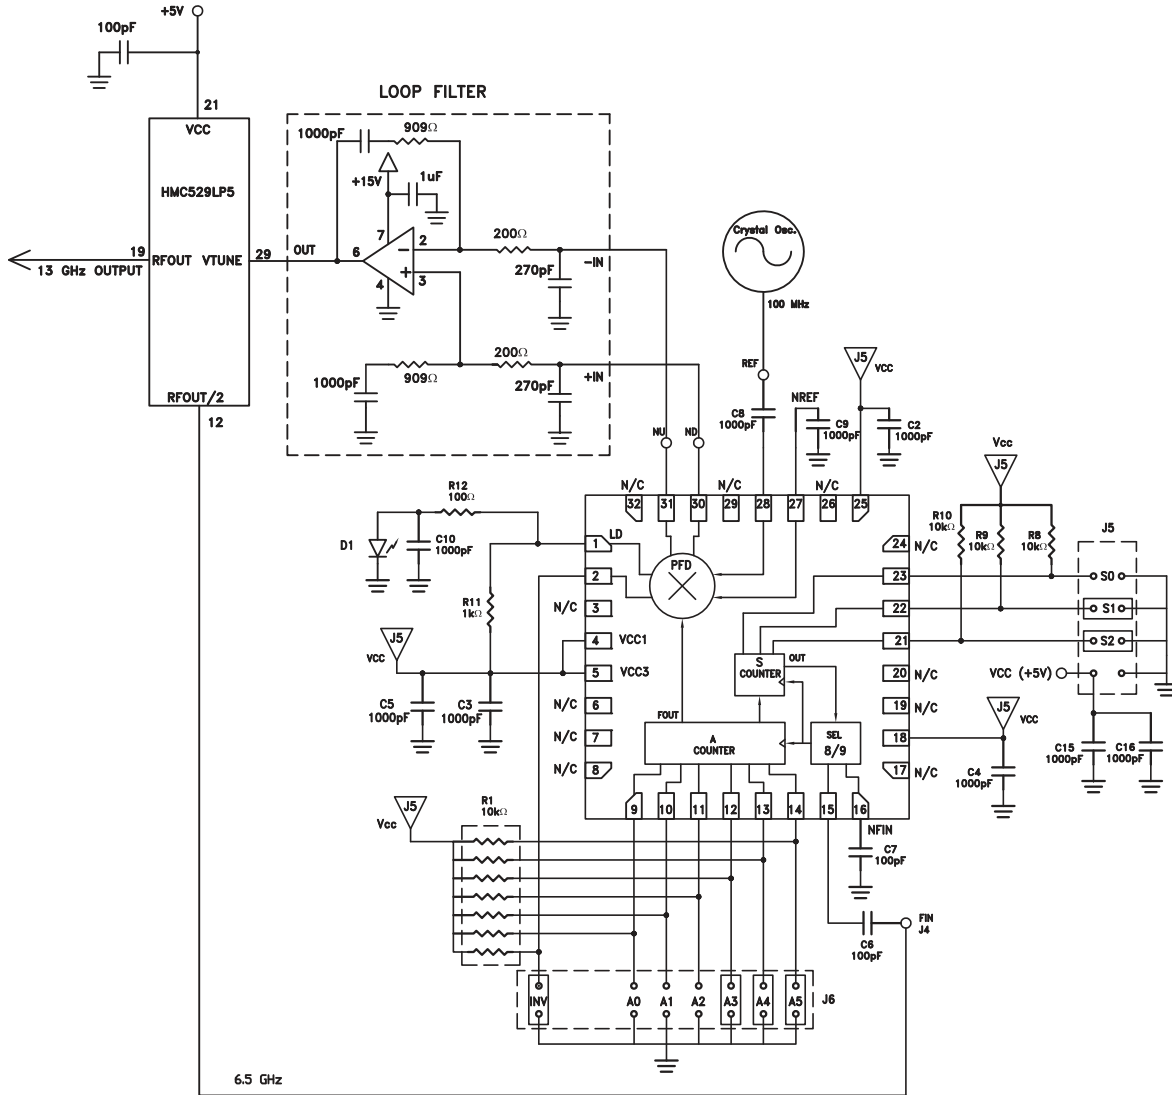 +5V
100pF
21
VCC
HMC529LP5
19
RFOUT VTUNE
29
13 GHz OUTPUT
RFOUT/2
12
LOOP FILTER
1000pF
909Ω
+15V
1uF
7
2
OUT
6
3
4
200Ω
270pF
-IN
200Ω
909Ω
1000pF
270pF
+IN
Crystal Osc.
100 MHz
REF
J5
VCC
C8
1000pF
NREF
C9
1000pF
C2
1000pF
NU
ND
N/C
N/C
N/C
32
31
30
29
28
27
26
25
R12
100Ω
D1
C10
1000pF
LD
1
2
N/C
3
4
VCC1
5
VCC3
N/C
6
N/C
7
N/C
8
R11
1kΩ
J5
VCC
C5
1000pF
C3
1000pF
PFD
S
COUNTER
OUT
FOUT
A
COUNTER
SEL
8/9
24
N/C
23
22
21
20
N/C
19
N/C
18
17
N/C
Vcc
J5
R10
10kΩ
R9
10kΩ
R8
10kΩ
J5
S0
S1
S2
VCC (+5V)
J5
VCC
C4
1000pF
C15
1000pF
C16
1000pF
9
10
11
12
13
14
15
16
NFIN
C7
100pF
J5
Vcc
R1
10kΩ
FIN
J4
C6
100pF
INV
A0
A1
A2
A3
A4
A5
J6
6.5 GHz